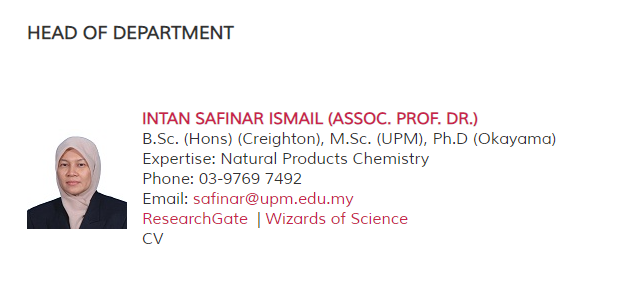 HEAD OF DEPARTMENT
INTAN SAFINAR ISMAIL (ASSOC. PROF. DR.)
B.Sc. (Hons) (Creighton), M.Sc. (UPM), Ph.D (Okayama)
Expertise: Natural Products Chemistry
Phone: 03-9769 7492
Email: safinar@upm.edu.my
ResearchGate | Wizards of Science
CV